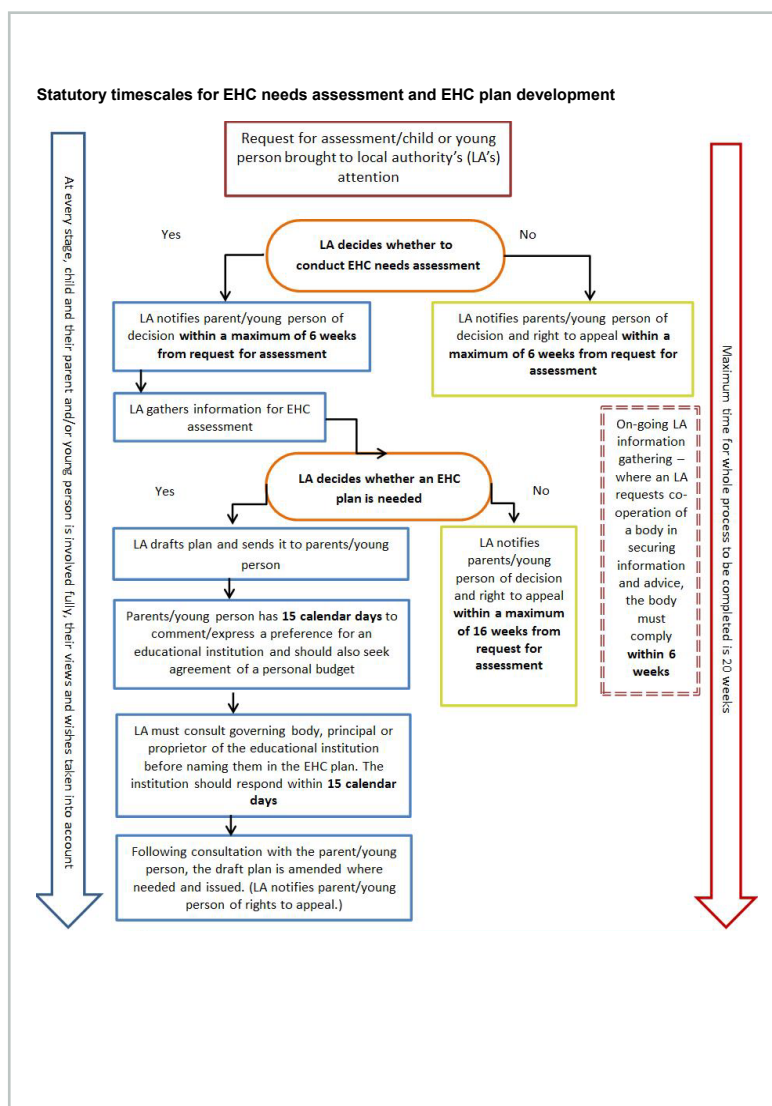 Statutory timescales for EHC needs assessment and EHC plan development
At every stage, child and their parent and/or young person is involved fully, their views and wishes taken into account
Request for assessment/child or young
person brought to local authority's (LA's)
attention
Yes
LA decides whether to
conduct EHC needs assessment
No
LA notifies parent/young person of
decision within a maximum of 6 weeks
from request for assessment
LA notifies parents/young person of
decision and right to appeal within a
maximum of 6 weeks from request for
assessment
LA gathers information for EHC
assessment
On-going LA
information
gathering –
where an LA
requests co-
operation of
a body in
securing
information
and advice,
the body
must
comply
within 6
weeks
Yes
LA decides whether an EHC
plan is needed
No
LA drafts plan and sends it to parents/young
person
LA notifies
parents/young
person of decision
and right to appeal
within a maximum
of 16 weeks from
request for
assessment
Parents/young person has 15 calendar days to
comment/express a preference for an
educational institution and should also seek
agreement of a personal budget
LA must consult governing body, principal or
proprietor of the educational institution
before naming them in the EHC plan. The
institution should respond within 15 calendar
days
Following consultation with the parent/young
person, the draft plan is amended where
needed and issued. (LA notifies parent/young
person of rights to appeal.)
Maximum time for whole process to be completed is 20 weeks